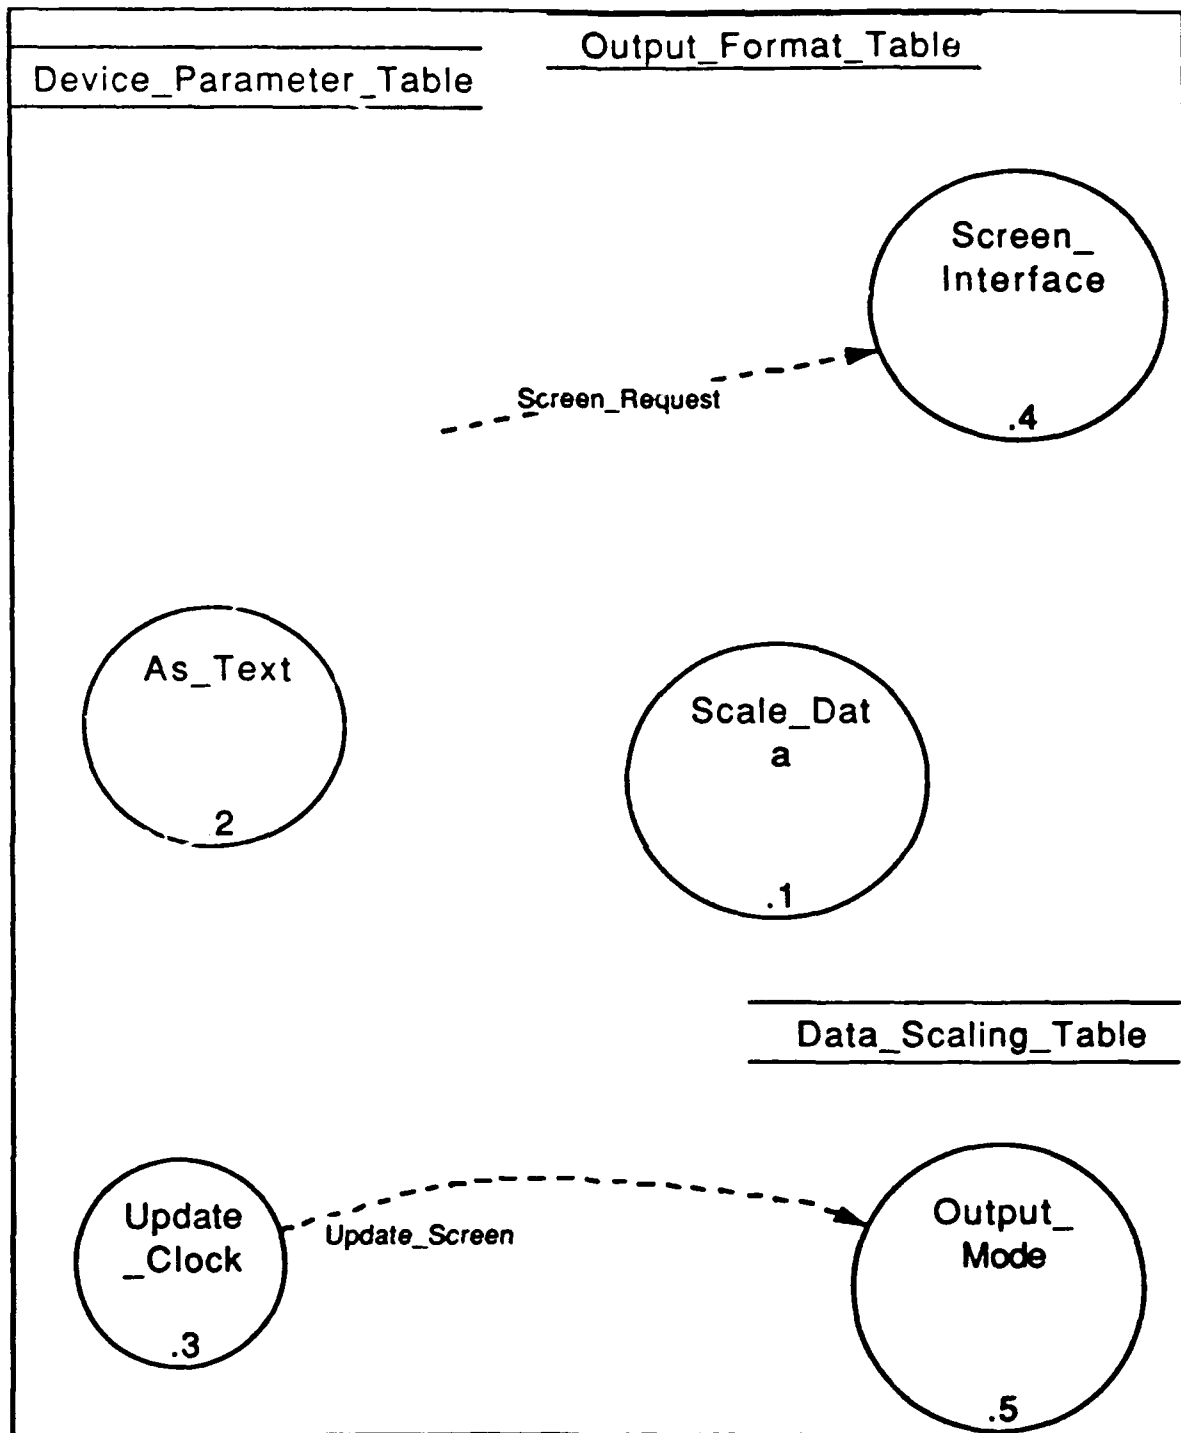 Output_Format_Table
Device_Parameter_Table
Screen_
Interface
.4
Screen_Request
As_Text
2
Scale_Dat
a
.1
Data_Scaling_Table
Update
_Clock
.3
Update_Screen
Output_
Mode
.5